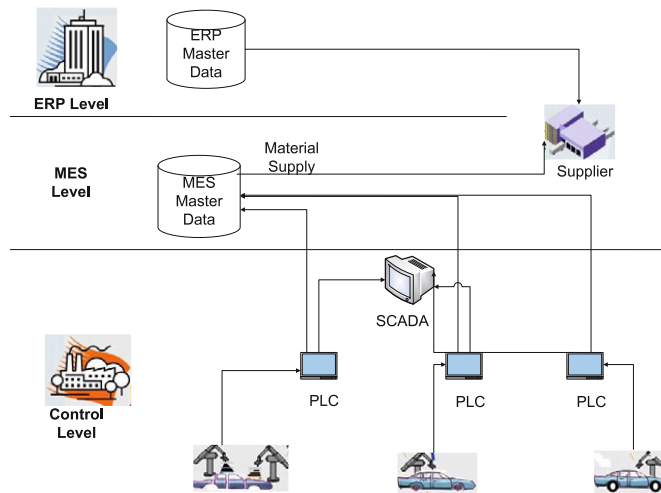 ERP
Master
Data
ERP Level
Material
Supply
MES
Level
MES
Master
Data
Supplier
SCADA
PLC
PLC
PLC
Control
Level